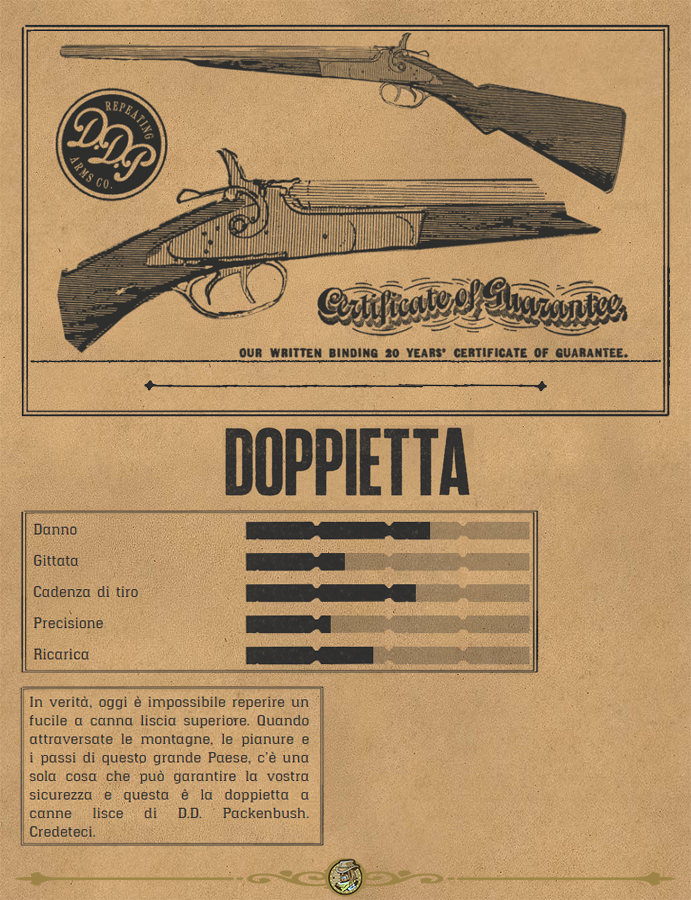 REPEATING
D.D.P
ARMS CO.
Certificate of Guarantee.
OUR WRITTEN BINDING 20 YEARS' CERTIFICATE OF GUARANTEE.
DOPPIETTA
Danno
Gittata
Cadenza di tiro
Precisione
Ricarica
In verità, oggi è impossibile reperire un
fucile a canna liscia superiore. Quando
attraversate le montagne, le pianure e
i passi di questo grande Paese, c'è una
sola cosa che può garantire la vostra
sicurezza e questa è la doppietta a
canne lisce di D.D. Packenbush.
Credeteci.